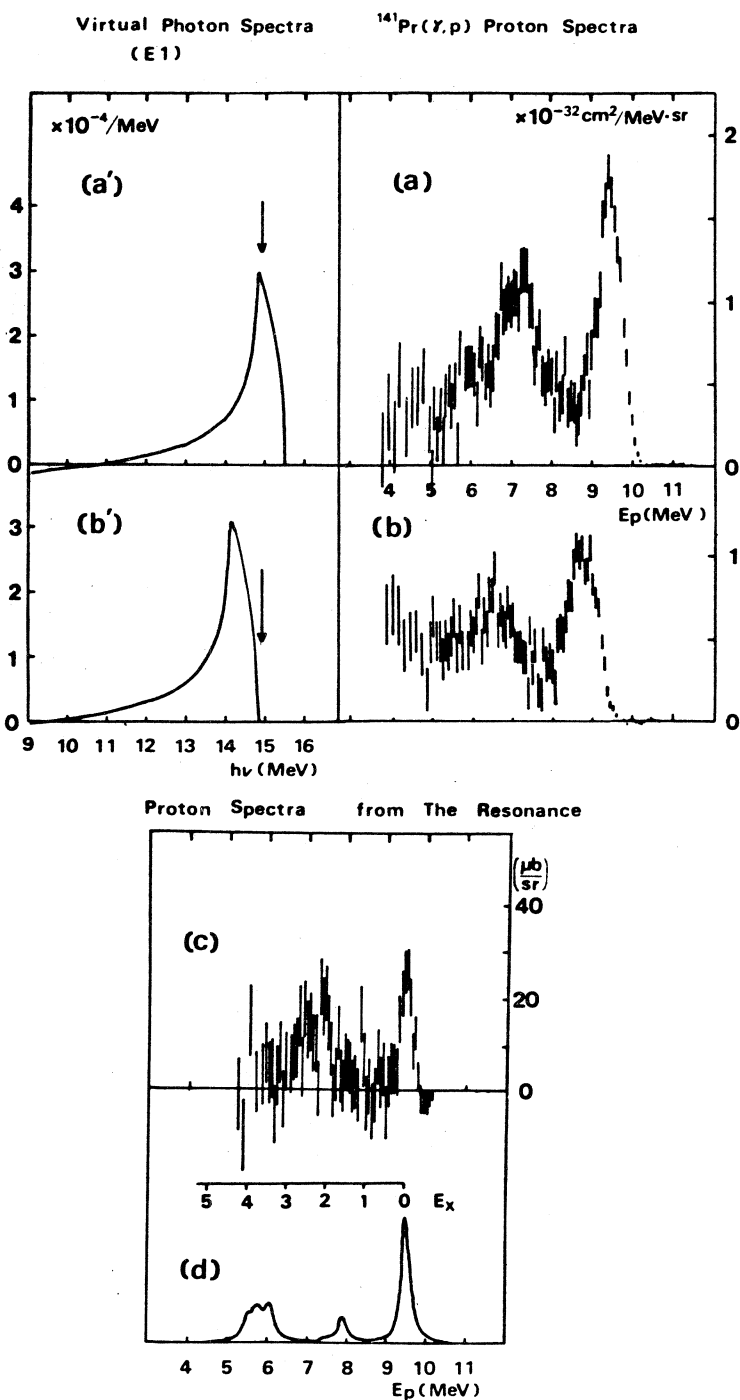 Virtual Photon Spectra
(E1)
¹⁴¹Pr(γ,p) Proton Spectra
×10⁻⁴/MeV
×10⁻³²cm²/MeV·sr
(a')
(a)
4
3
2
1
0
2
1
0
4 5 6 7 8 9 10 11
Ep(MeV)
(b')
(b)
3
2
1
0
1
0
9 10 11 12 13 14 15 16
hν(MeV)
Proton Spectra from The Resonance
(μb/sr)
40
20
0
(c)
5 4 3 2 1 0 Ex
(d)
4 5 6 7 8 9 10 11
Ep(MeV)